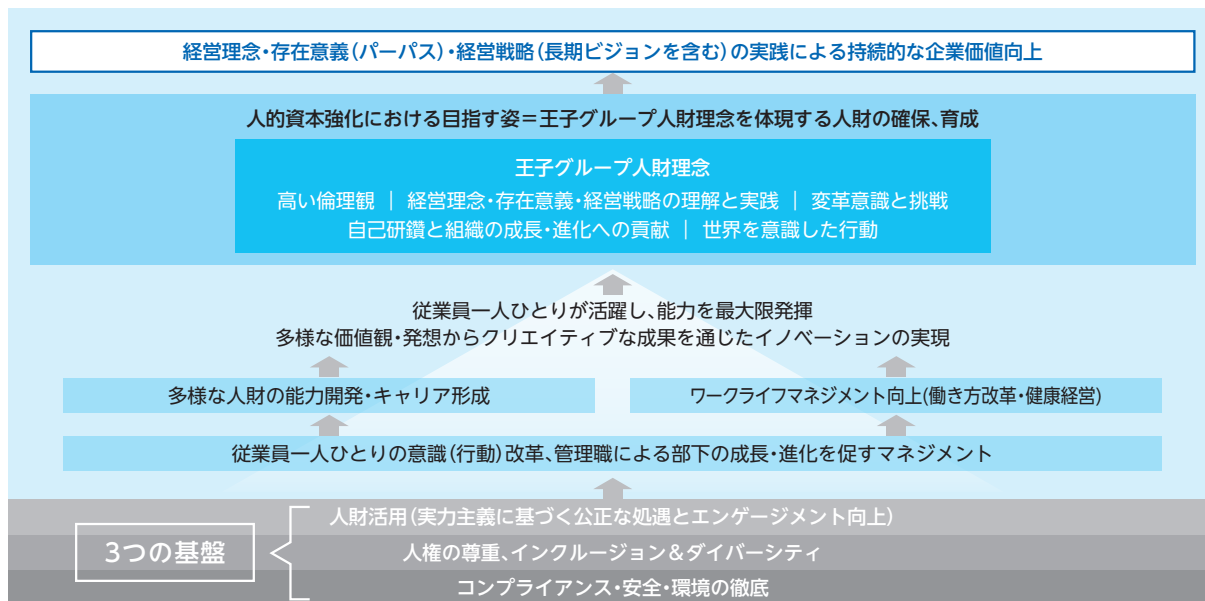 経営理念・存在意義(パーパス)・経営戦略(長期ビジョンを含む)の実践による持続的な企業価値向上
人的資本強化における目指す姿=王子グループ人財理念を体現する人財の確保、育成
王子グループ人財理念
高い倫理観 | 経営理念・存在意義・経営戦略の理解と実践 | 変革意識と挑戦
自己研鑽と組織の成長・進化への貢献 | 世界を意識した行動
従業員一人ひとりが活躍し、能力を最大限発揮
多様な価値観・発想からクリエイティブな成果を通じたイノベーションの実現
多様な人財の能力開発・キャリア形成
ワークライフマネジメント向上(働き方改革・健康経営)
従業員一人ひとりの意識(行動)改革、管理職による部下の成長・進化を促すマネジメント
3つの基盤
人財活用(実力主義に基づく公正な処遇とエンゲージメント向上)
人権の尊重、インクルージョン&ダイバーシティ
コンプライアンス・安全・環境の徹底